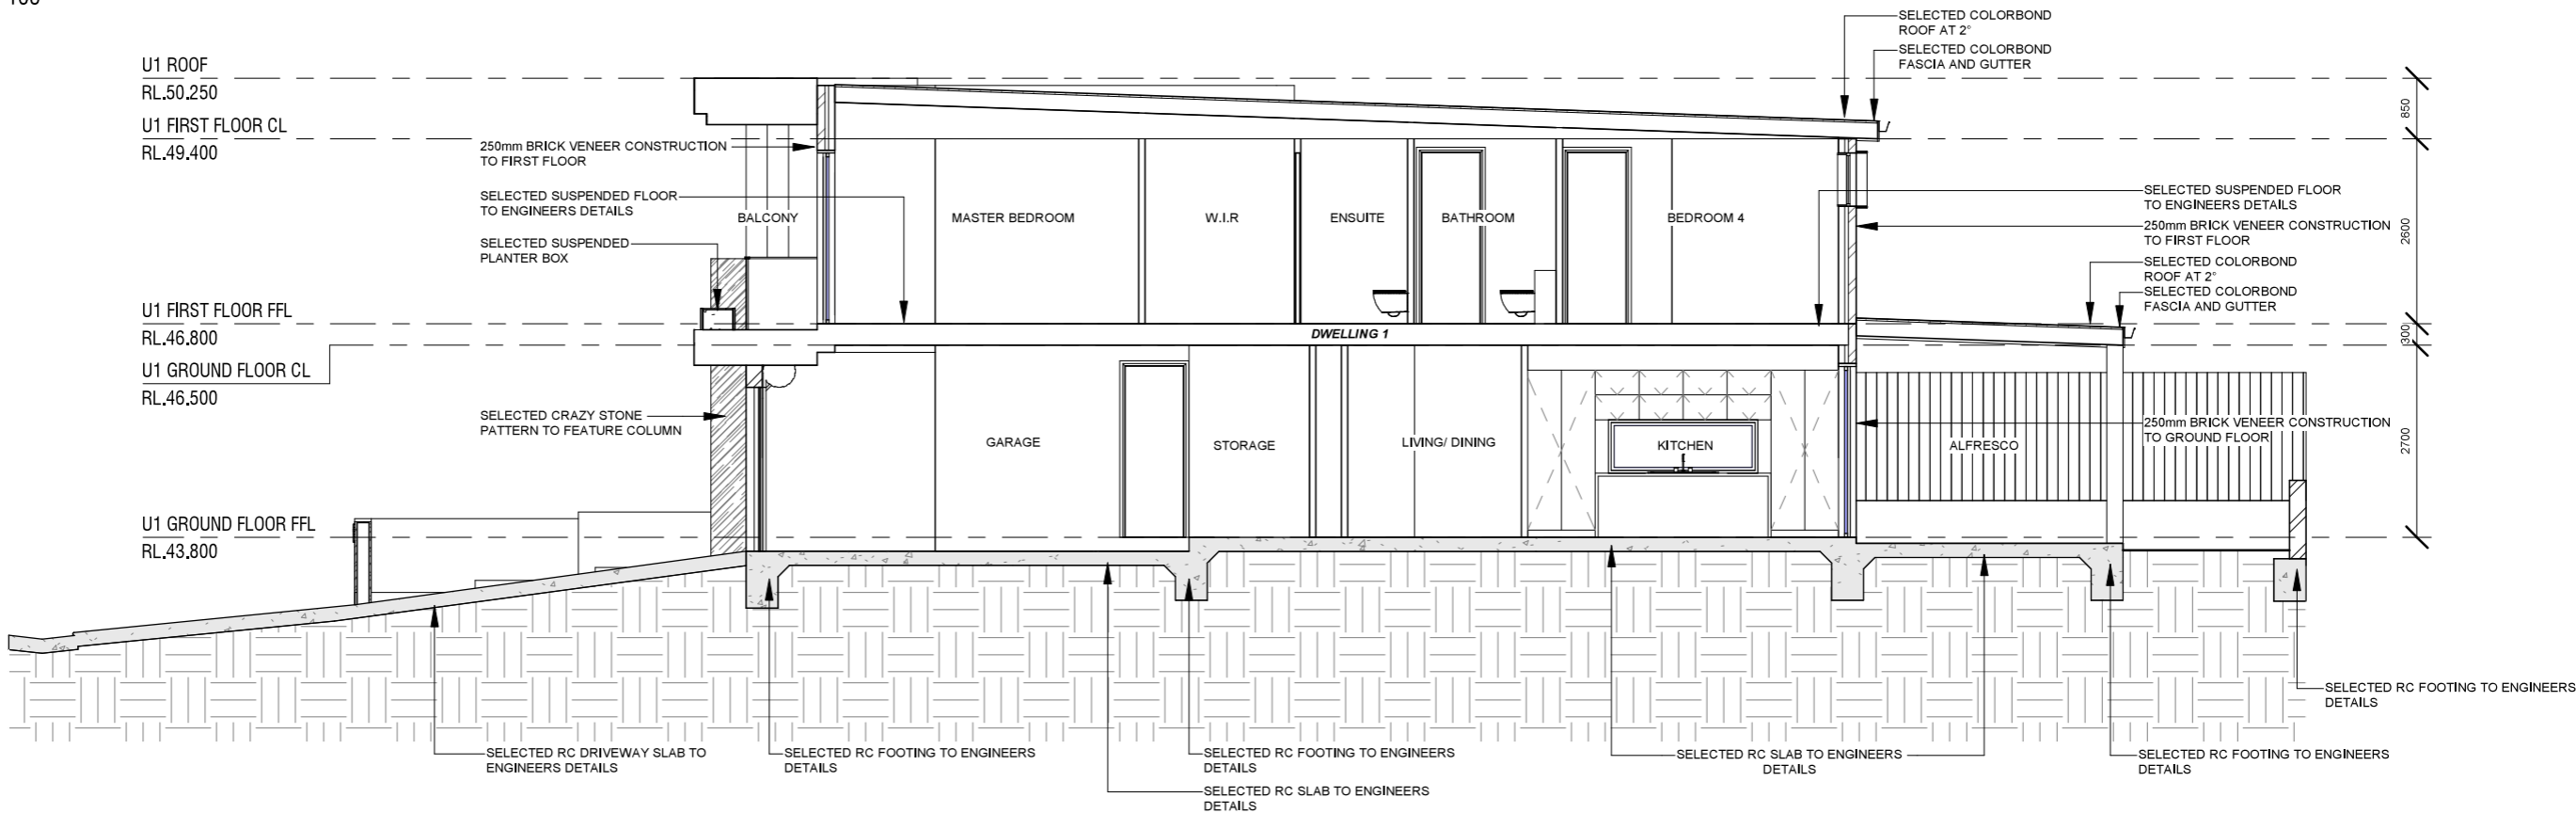 SELECTED COLORBOND
ROOF AT 2°
SELECTED COLORBOND
FASCIA AND GUTTER
U1 ROOF
RL.50.250
850
U1 FIRST FLOOR CL
RL.49.400
250mm BRICK VENEER CONSTRUCTION
TO FIRST FLOOR
SELECTED SUSPENDED FLOOR
TO ENGINEERS DETAILS
BALCONY
MASTER BEDROOM
W.I.R
ENSUITE
BATHROOM
BEDROOM 4
SELECTED SUSPENDED FLOOR
TO ENGINEERS DETAILS
250mm BRICK VENEER CONSTRUCTION
TO FIRST FLOOR
2600
SELECTED SUSPENDED
PLANTER BOX
SELECTED COLORBOND
ROOF AT 2°
SELECTED COLORBOND
FASCIA AND GUTTER
U1 FIRST FLOOR FFL
RL.46.800
DWELLING 1
300
U1 GROUND FLOOR CL
RL.46.500
SELECTED CRAZY STONE
PATTERN TO FEATURE COLUMN
GARAGE
STORAGE
LIVING/ DINING
KITCHEN
ALFRESCO
250mm BRICK VENEER CONSTRUCTION
TO GROUND FLOOR
2700
U1 GROUND FLOOR FFL
RL.43.800
SELECTED RC FOOTING TO ENGINEERS
DETAILS
SELECTED RC DRIVEWAY SLAB TO
ENGINEERS DETAILS
SELECTED RC FOOTING TO ENGINEERS
DETAILS
SELECTED RC FOOTING TO ENGINEERS
DETAILS
SELECTED RC SLAB TO ENGINEERS
DETAILS
SELECTED RC FOOTING TO ENGINEERS
DETAILS
SELECTED RC SLAB TO ENGINEERS
DETAILS